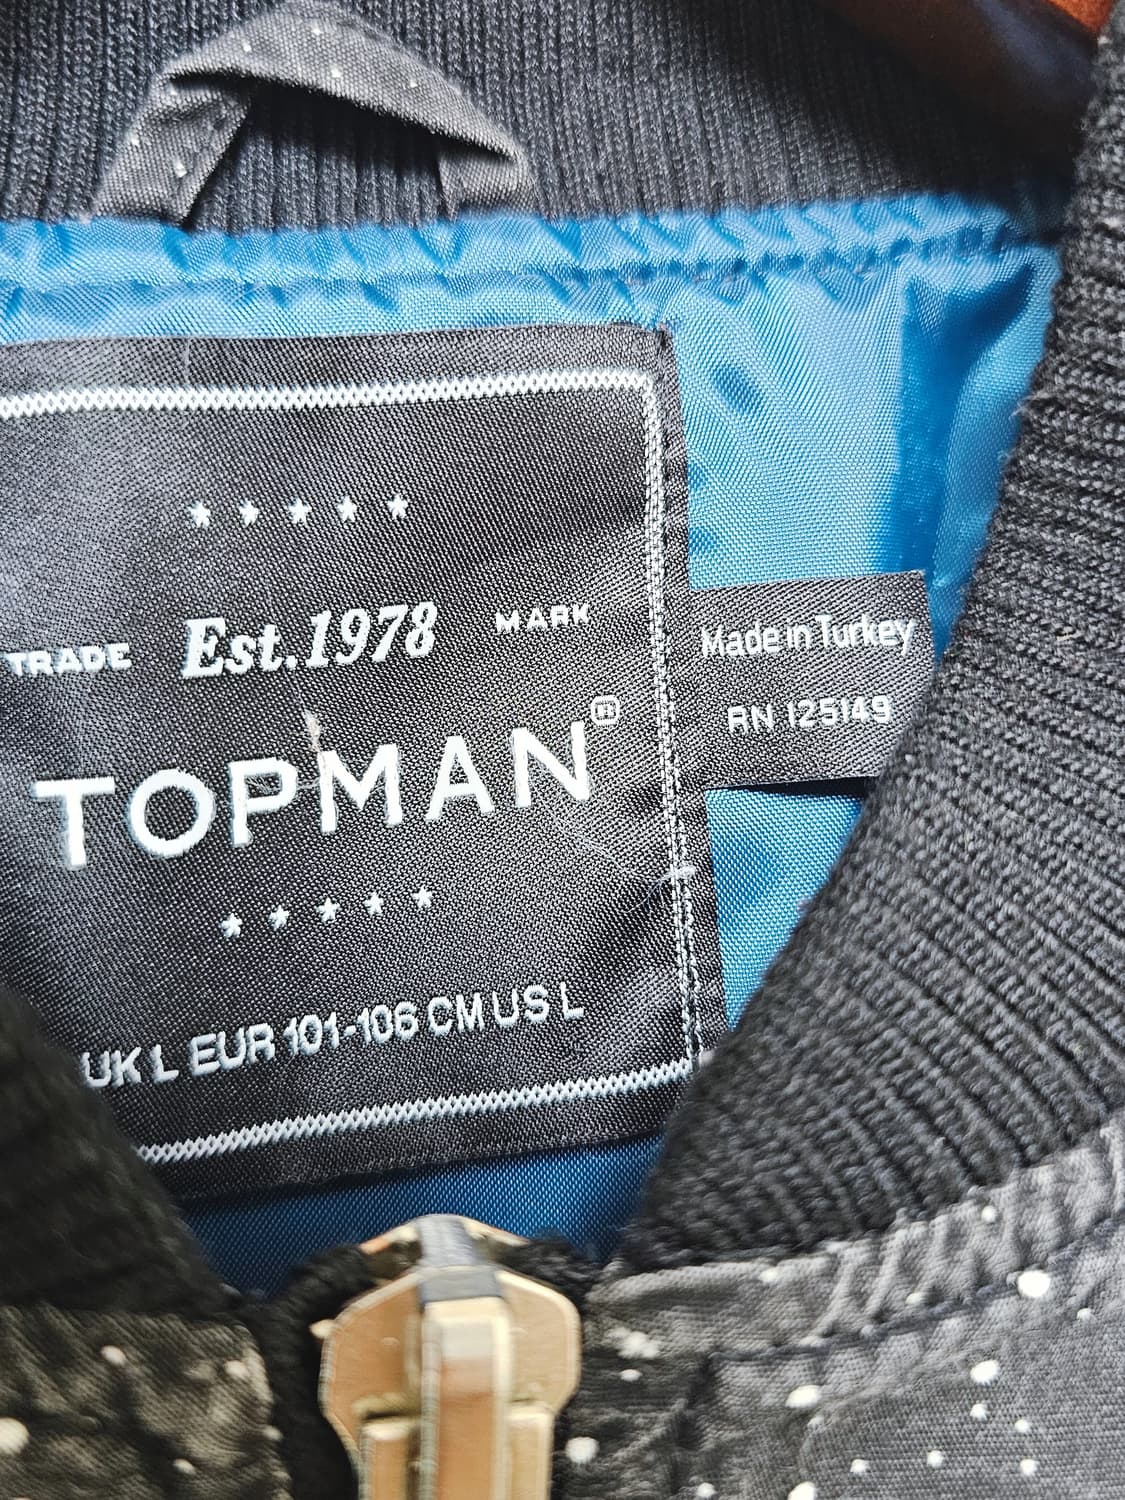 TRADE Est.1978 MARK
TOPMAN®
UK L EUR 101-106 CM US L
Made in Turkey
RN 125149